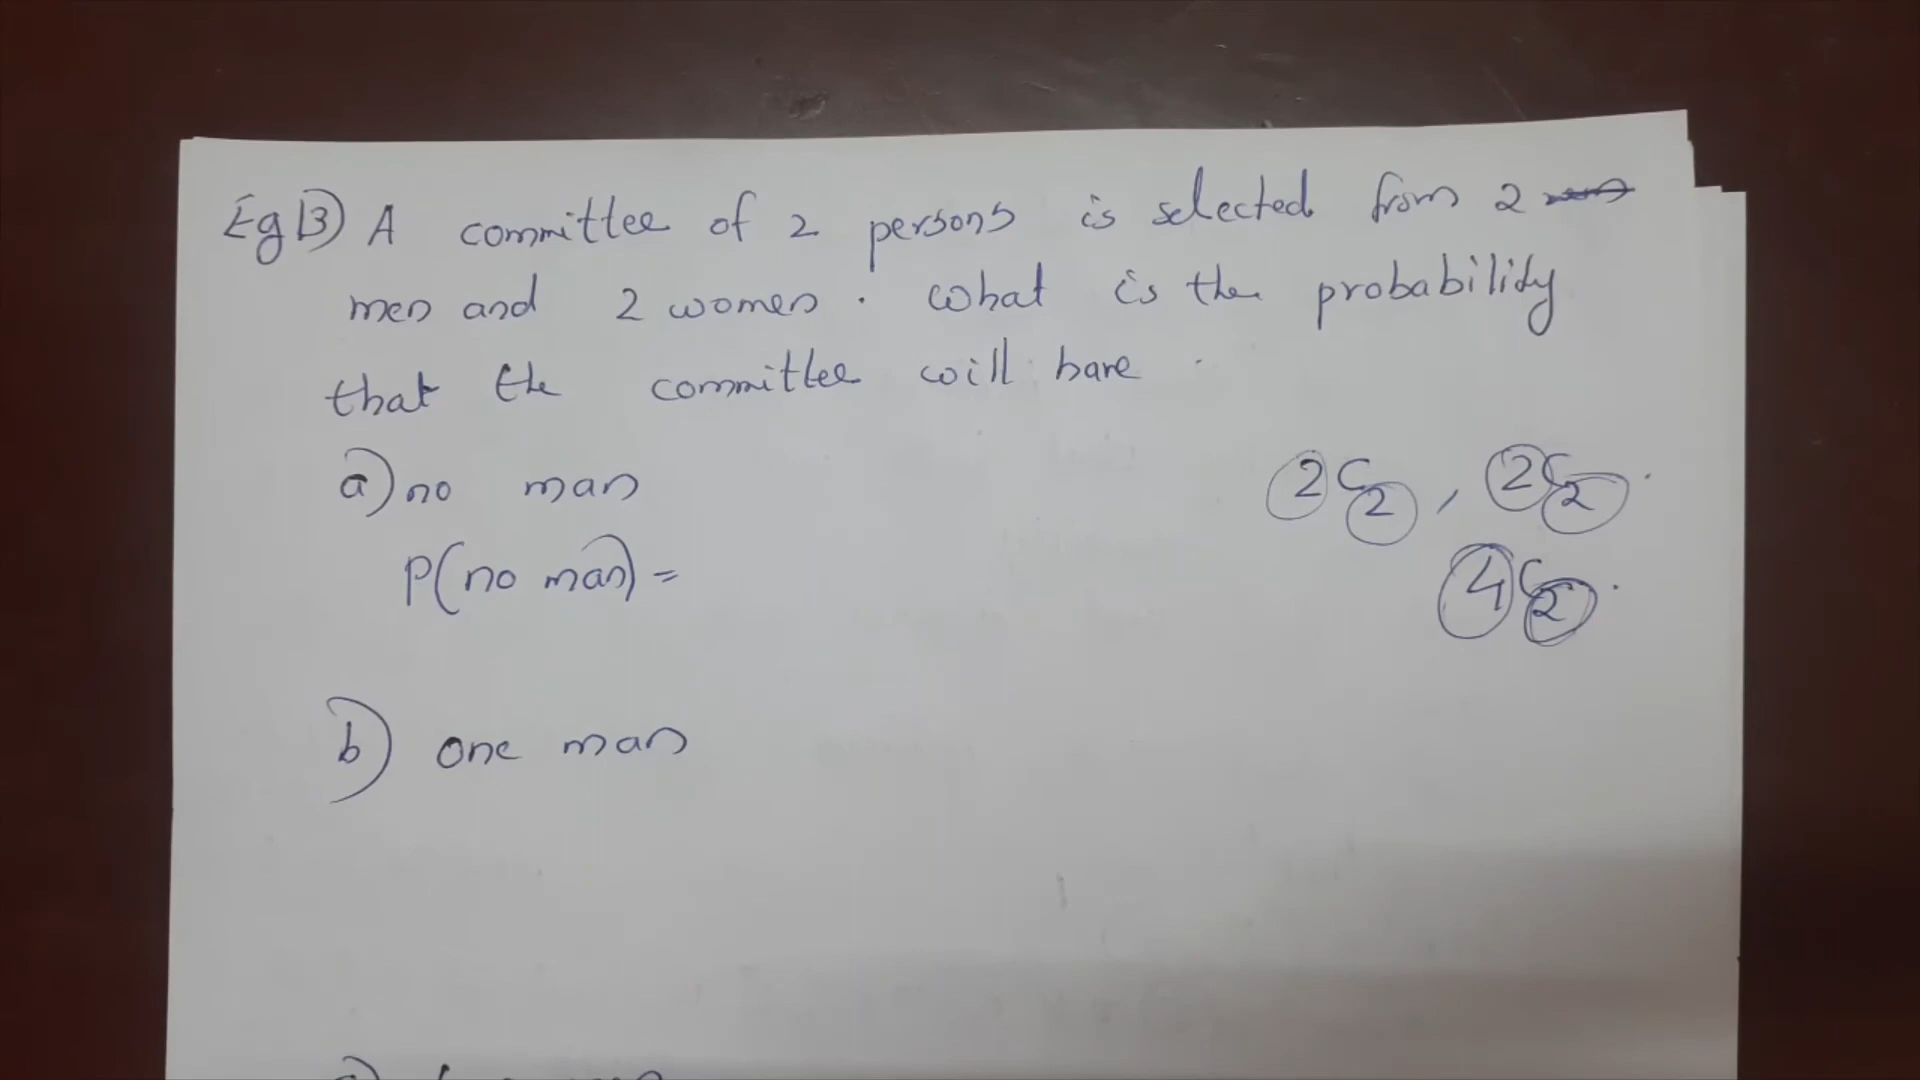 Eg 13) A committee of 2 persons is selected from 2
men and 2 women. What is the probability
that the committee will have
a) no man
2C2, 2C2.
P(no man) =
4C2.
b) one man